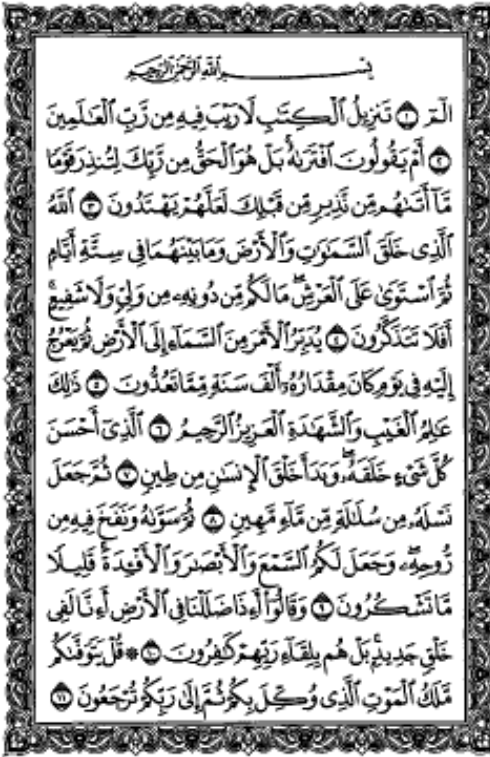 بِسْمِ اللَّهِ الرَّحْمَٰنِ الرَّحِيمِ
الٓمٓ ١ تَنزِيلُ ٱلْكِتَٰبِ لَا رَيْبَ فِيهِ مِن رَّبِّ ٱلْعَٰلَمِينَ
٢ أَمْ يَقُولُونَ ٱفْتَرَىٰهُ ۚ بَلْ هُوَ ٱلْحَقُّ مِن رَّبِّكَ لِتُنذِرَ قَوْمًا
مَّآ أَتَىٰهُم مِّن نَّذِيرٍ مِّن قَبْلِكَ لَعَلَّهُمْ يَهْتَدُونَ ٣ ٱللَّهُ
ٱلَّذِى خَلَقَ ٱلسَّمَٰوَٰتِ وَٱلْأَرْضَ وَمَا بَيْنَهُمَا فِى سِتَّةِ أَيَّامٍ
ثُمَّ ٱسْتَوَىٰ عَلَى ٱلْعَرْشِ ۖ مَا لَكُم مِّن دُونِهِۦ مِن وَلِىٍّ وَلَا شَفِيعٍ ۚ
أَفَلَا تَتَذَكَّرُونَ ٤ يُدَبِّرُ ٱلْأَمْرَ مِنَ ٱلسَّمَآءِ إِلَى ٱلْأَرْضِ ثُمَّ يَعْرُجُ
إِلَيْهِ فِى يَوْمٍ كَانَ مِقْدَارُهُۥٓ أَلْفَ سَنَةٍ مِّمَّا تَعُدُّونَ ٥ ذَٰلِكَ
عَٰلِمُ ٱلْغَيْبِ وَٱلشَّهَٰدَةِ ٱلْعَزِيزُ ٱلرَّحِيمُ ٦ ٱلَّذِىٓ أَحْسَنَ
كُلَّ شَىْءٍ خَلَقَهُۥ ۖ وَبَدَأَ خَلْقَ ٱلْإِنسَٰنِ مِن طِينٍ ٧ ثُمَّ جَعَلَ
نَسْلَهُۥ مِن سُلَٰلَةٍ مِّن مَّآءٍ مَّهِينٍ ٨ ثُمَّ سَوَّىٰهُ وَنَفَخَ فِيهِ مِن
رُّوحِهِۦ ۖ وَجَعَلَ لَكُمُ ٱلسَّمْعَ وَٱلْأَبْصَٰرَ وَٱلْأَفْـِٔدَةَ ۚ قَلِيلًا
مَّا تَشْكُرُونَ ٩ وَقَالُوٓا۟ أَءِذَا ضَلَلْنَا فِى ٱلْأَرْضِ أَءِنَّا لَفِى
خَلْقٍ جَدِيدٍۭ ۚ بَلْ هُم بِلِقَآءِ رَبِّهِمْ كَٰفِرُونَ ١٠ ۞ قُلْ يَتَوَفَّىٰكُم
مَّلَكُ ٱلْمَوْتِ ٱلَّذِى وُكِّلَ بِكُمْ ثُمَّ إِلَىٰ رَبِّكُمْ تُرْجَعُونَ ١١